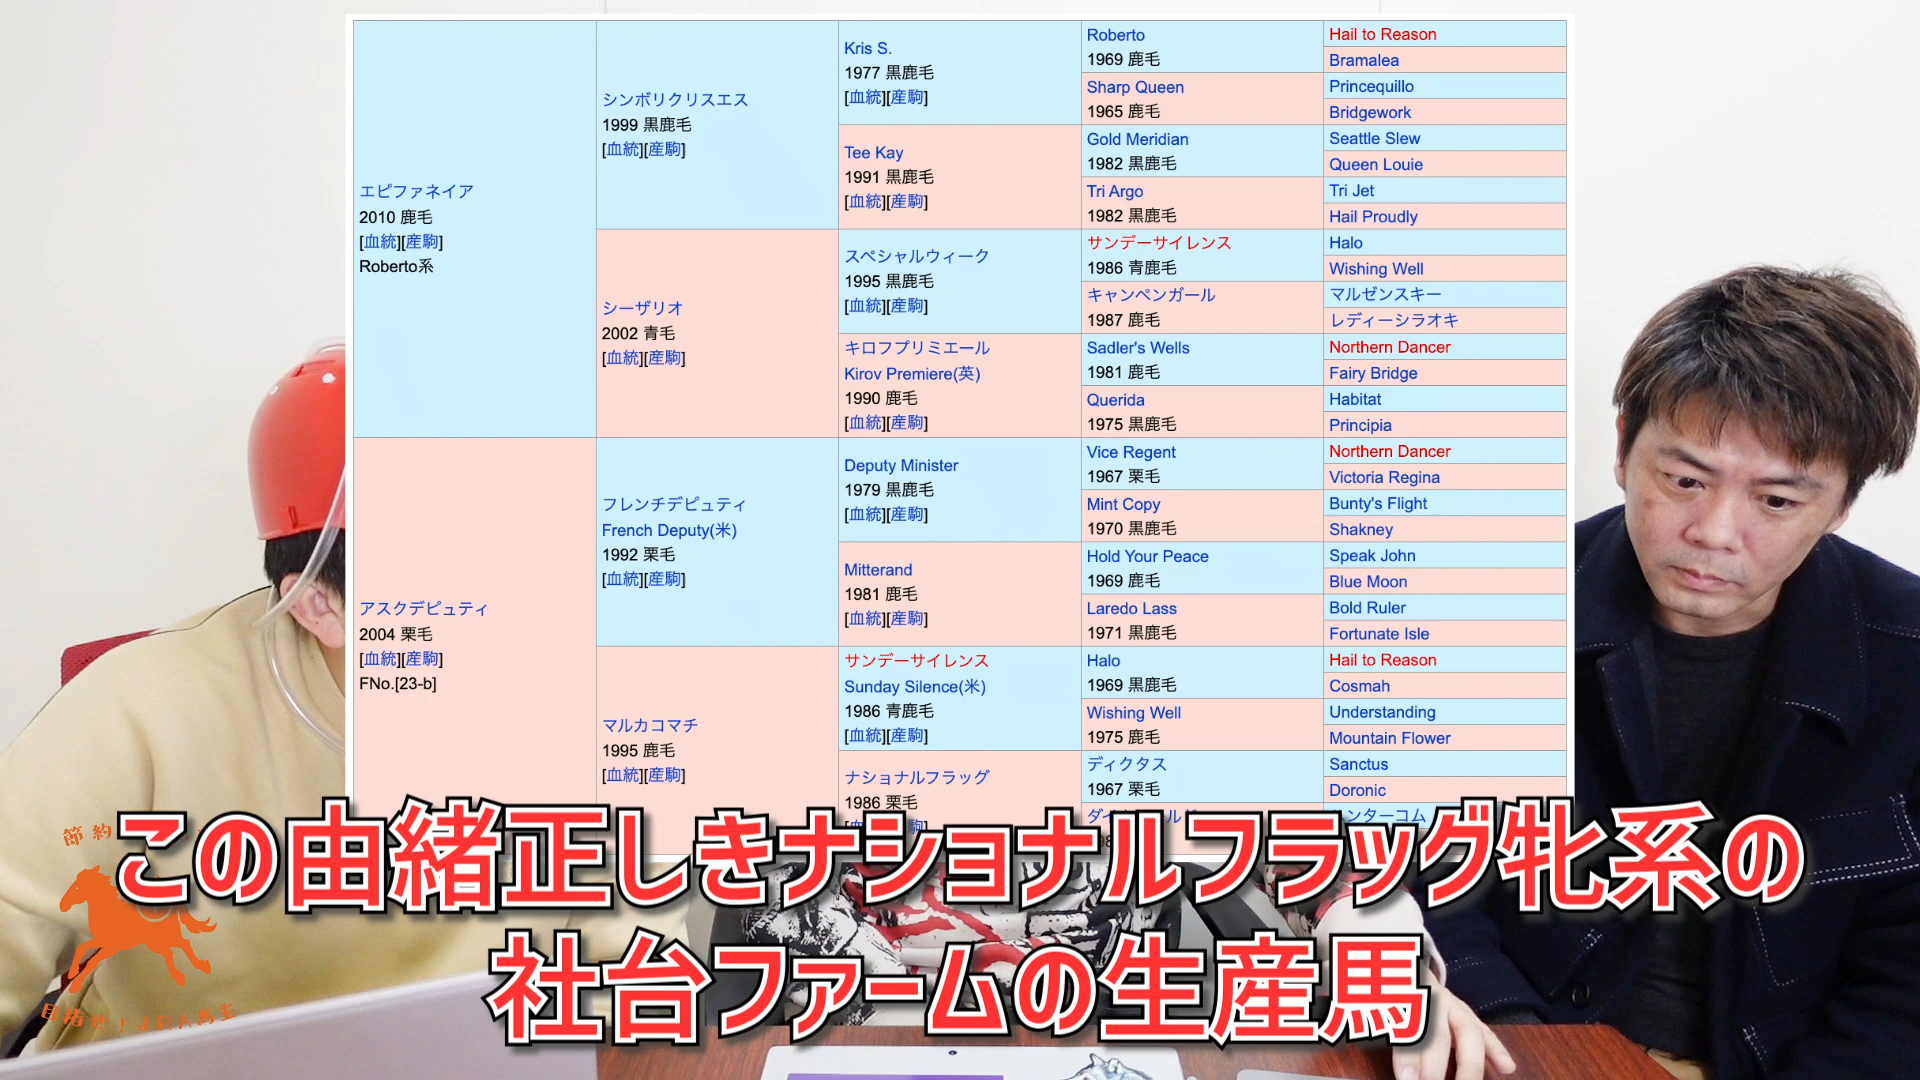 エピファネイア
2010 鹿毛
[血統][産駒]
Roberto系
アスクデピュティ
2004 栗毛
[血統][産駒]
FNo.[23-b]
シンボリクリスエス
1999 黒鹿毛
[血統][産駒]
シーザリオ
2002 青毛
[血統][産駒]
フレンチデピュティ
French Deputy(米)
1992 栗毛
[血統][産駒]
マルカコマチ
1995 鹿毛
[血統][産駒]
Kris S.
1977 黒鹿毛
[血統][産駒]
Tee Kay
1991 黒鹿毛
[血統][産駒]
スペシャルウィーク
1995 黒鹿毛
[血統][産駒]
キロフプリミエール
Kirov Premiere(英)
1990 鹿毛
[血統][産駒]
Deputy Minister
1979 黒鹿毛
[血統][産駒]
Mitterand
1981 鹿毛
[血統][産駒]
サンデーサイレンス
Sunday Silence(米)
1986 青鹿毛
[血統][産駒]
ナショナルフラッグ
1986 栗毛
Roberto
1969 鹿毛
Sharp Queen
1965 鹿毛
Gold Meridian
1982 黒鹿毛
Tri Argo
1982 黒鹿毛
サンデーサイレンス
1986 青鹿毛
キャンペンガール
1987 鹿毛
Sadler's Wells
1981 鹿毛
Querida
1975 黒鹿毛
Vice Regent
1967 栗毛
Mint Copy
1970 黒鹿毛
Hold Your Peace
1969 鹿毛
Laredo Lass
1971 黒鹿毛
Halo
1969 黒鹿毛
Wishing Well
1975 鹿毛
ディクタス
1967 栗毛
Hail to Reason
Bramalea
Princequillo
Bridgework
Seattle Slew
Queen Louie
Tri Jet
Hail Proudly
Halo
Wishing Well
マルゼンスキー
レディーシラオキ
Northern Dancer
Fairy Bridge
Habitat
Principia
Northern Dancer
Victoria Regina
Bunty's Flight
Shakney
Speak John
Blue Moon
Bold Ruler
Fortunate Isle
Hail to Reason
Cosmah
Understanding
Mountain Flower
Sanctus
Doronic
節約
目指せ！JRA馬主
この由緒正しきナショナルフラッグ牝系の
社台ファームの生産馬